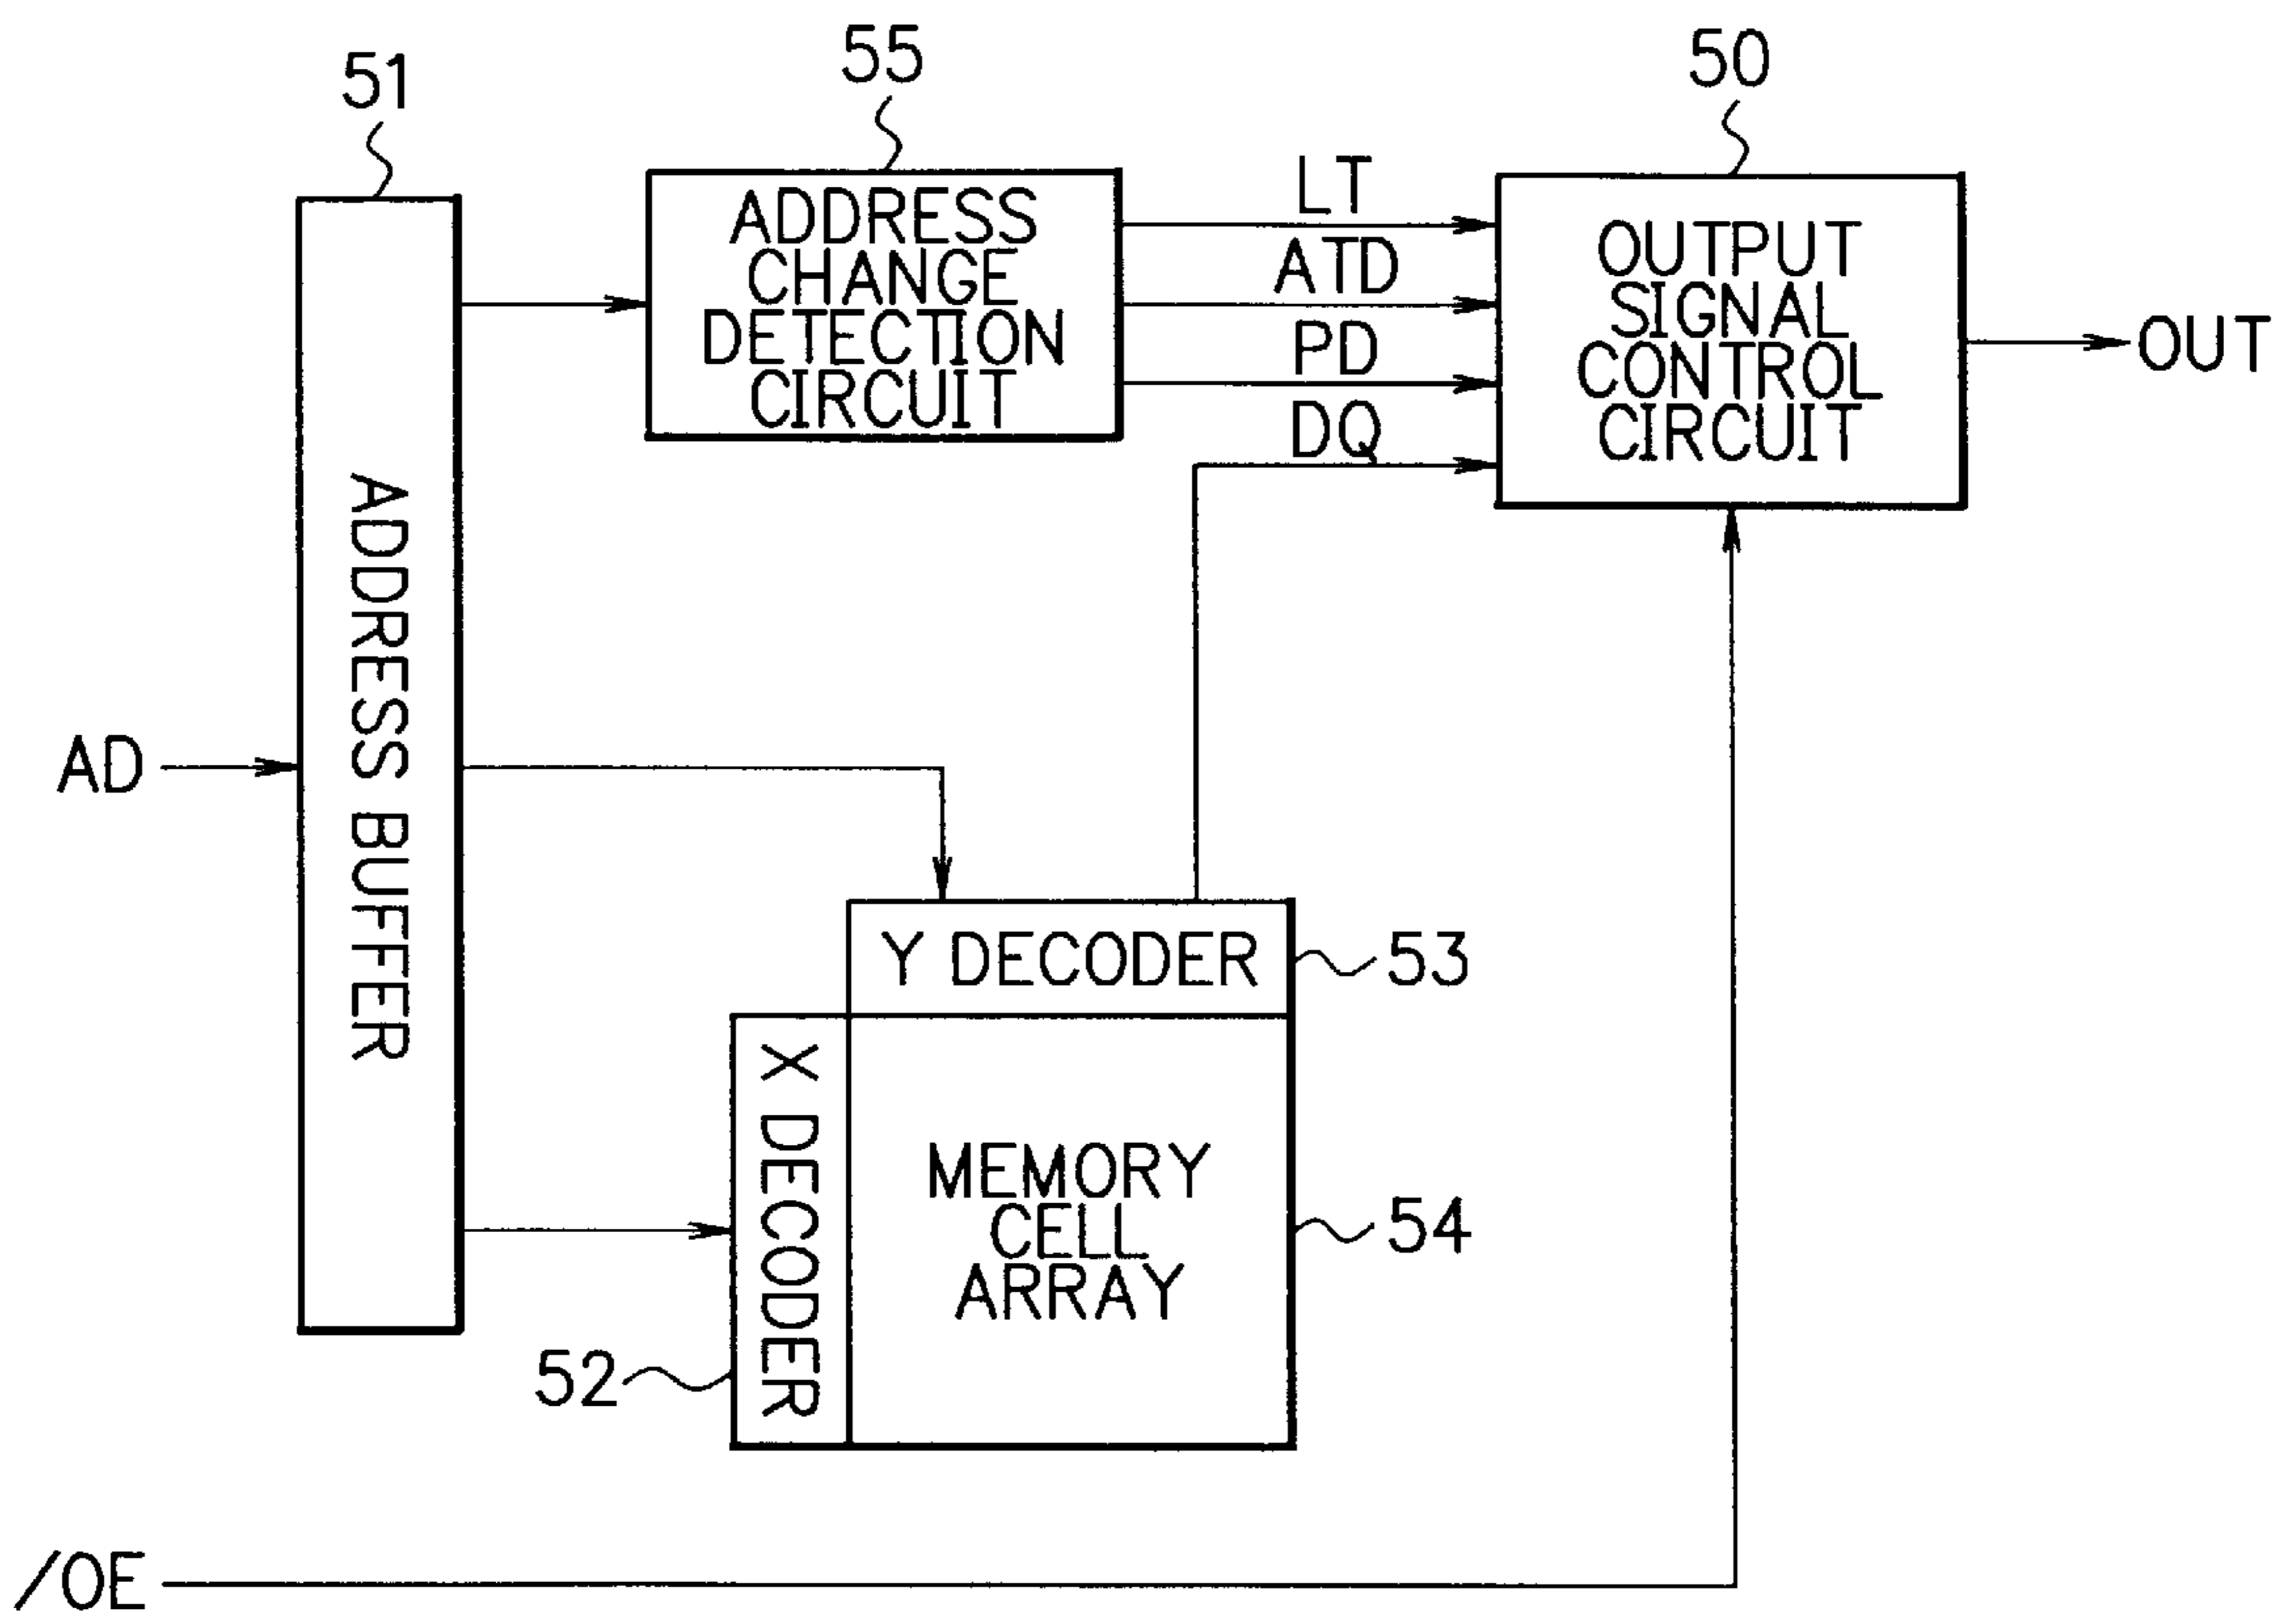 51
55
50
ADDRESS
CHANGE
DETECTION
CIRCUIT
LT
ATD
PD
DQ
OUTPUT
SIGNAL
CONTROL
CIRCUIT
OUT
ADDRESS BUFFER
AD
Y DECODER
53
X DECODER
MEMORY
CELL
ARRAY
54
52
/OE